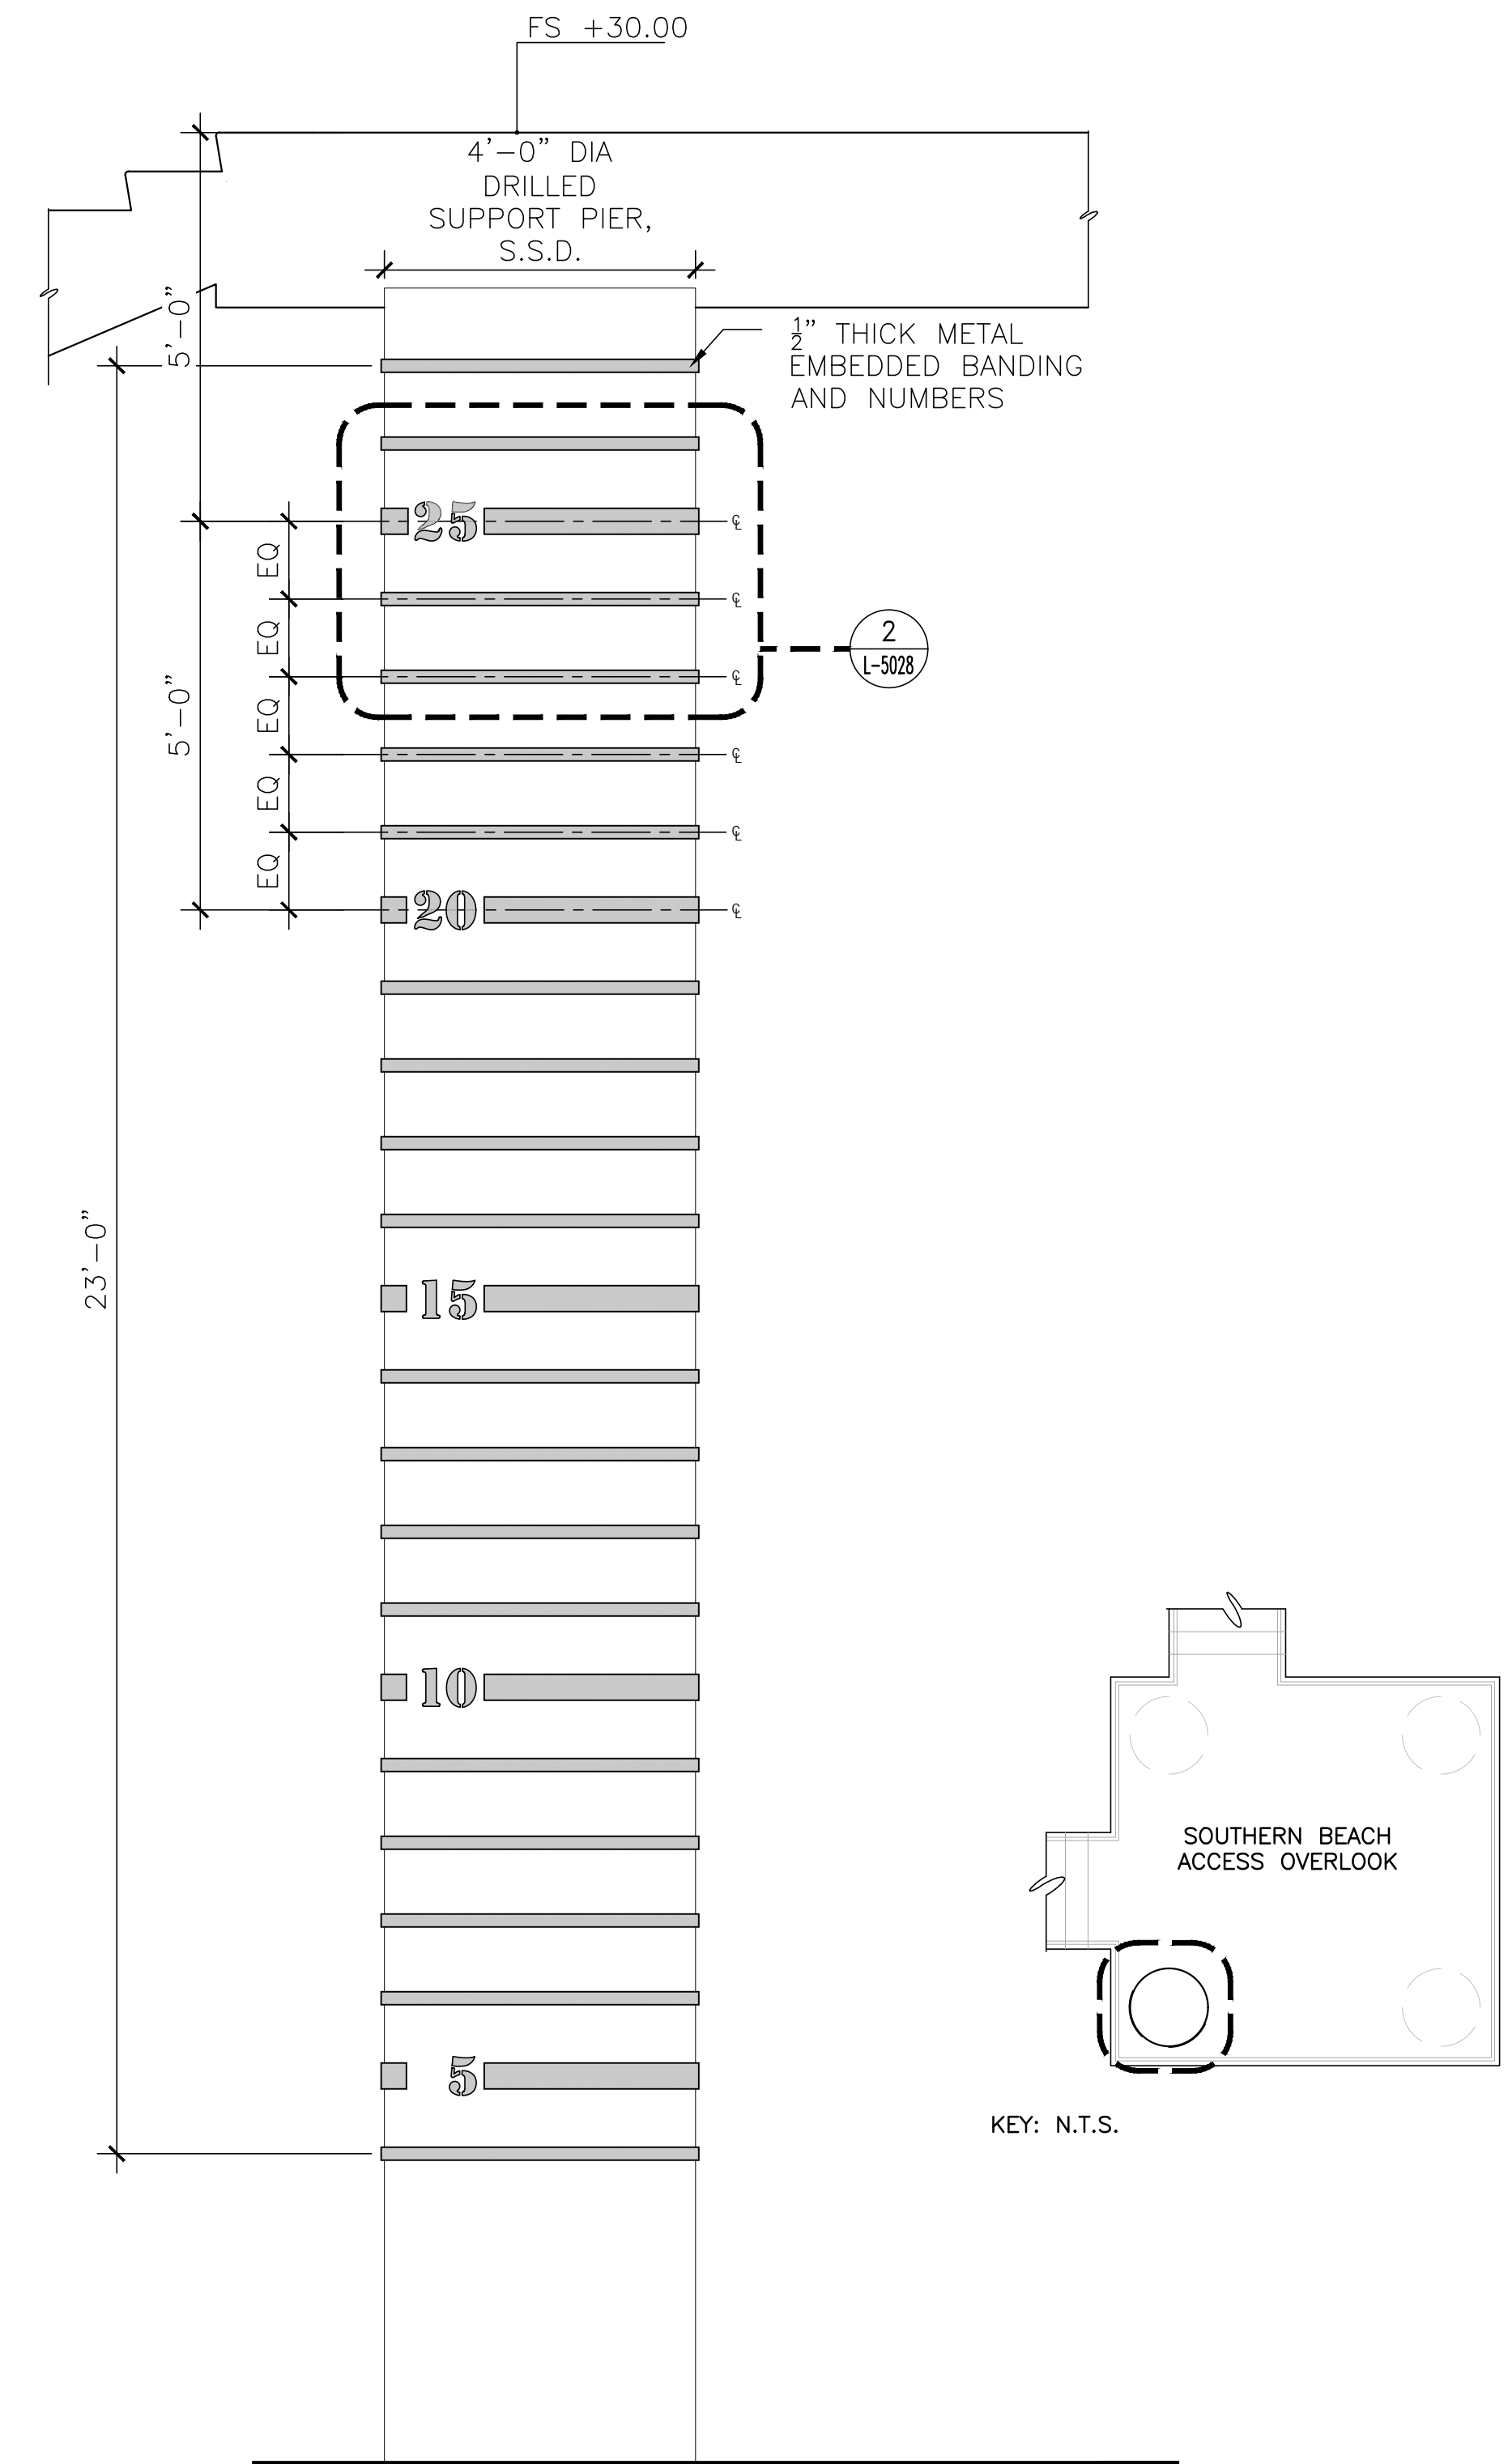 FS +30.00
4'-0" DIA
DRILLED
SUPPORT PIER,
S.S.D.
5'-0"
½" THICK METAL
EMBEDDED BANDING
AND NUMBERS
25
℄
EQ
℄
EQ
2
L-5028
℄
5'-0"
EQ
℄
EQ
℄
EQ
20
℄
23'-0"
15
10
SOUTHERN BEACH
ACCESS OVERLOOK
5
KEY: N.T.S.